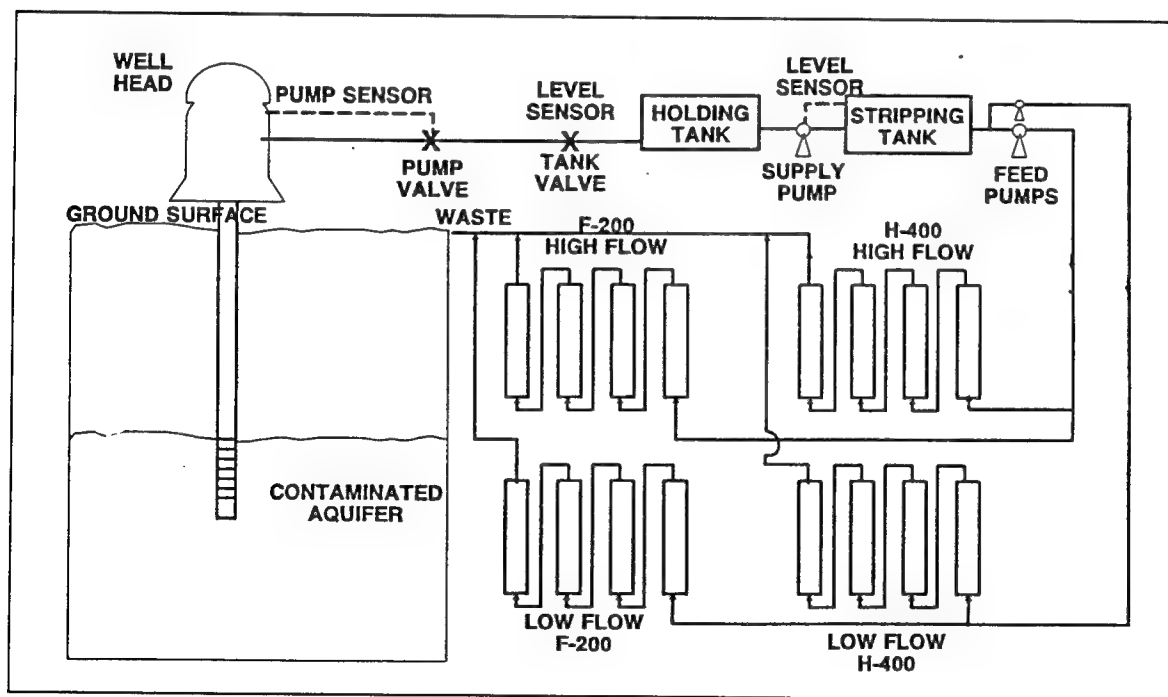 WELL
HEAD
PUMP SENSOR
LEVEL
SENSOR
HOLDING
TANK
LEVEL
SENSOR
STRIPPING
TANK
PUMP
VALVE
TANK
VALVE
SUPPLY
PUMP
FEED
PUMPS
GROUND SURFACE
WASTE
F-200
HIGH FLOW
H-400
HIGH FLOW
CONTAMINATED
AQUIFER
LOW FLOW
F-200
LOW FLOW
H-400